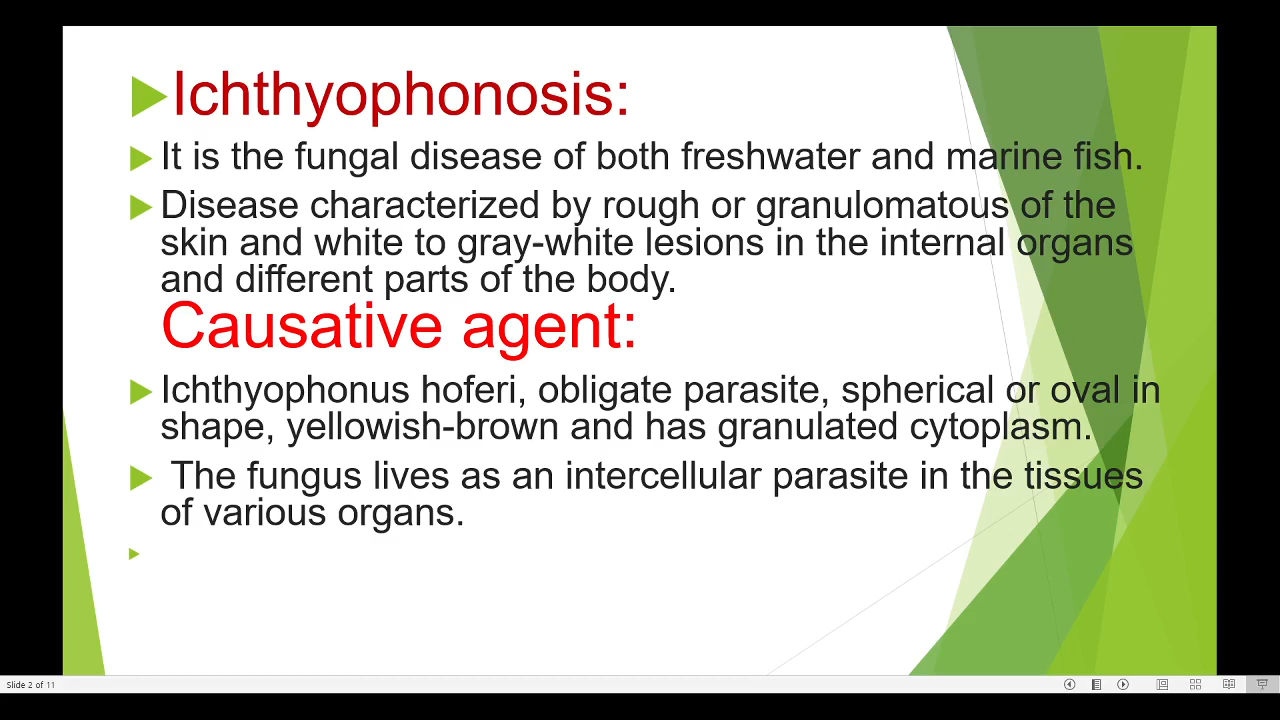 Ichthyophonosis:
It is the fungal disease of both freshwater and marine fish.
Disease characterized by rough or granulomatous of the
skin and white to gray-white lesions in the internal organs
and different parts of the body.
Causative agent:
Ichthyophonus hoferi, obligate parasite, spherical or oval in
shape, yellowish-brown and has granulated cytoplasm.
The fungus lives as an intercellular parasite in the tissues
of various organs.
Slide 2 of 11